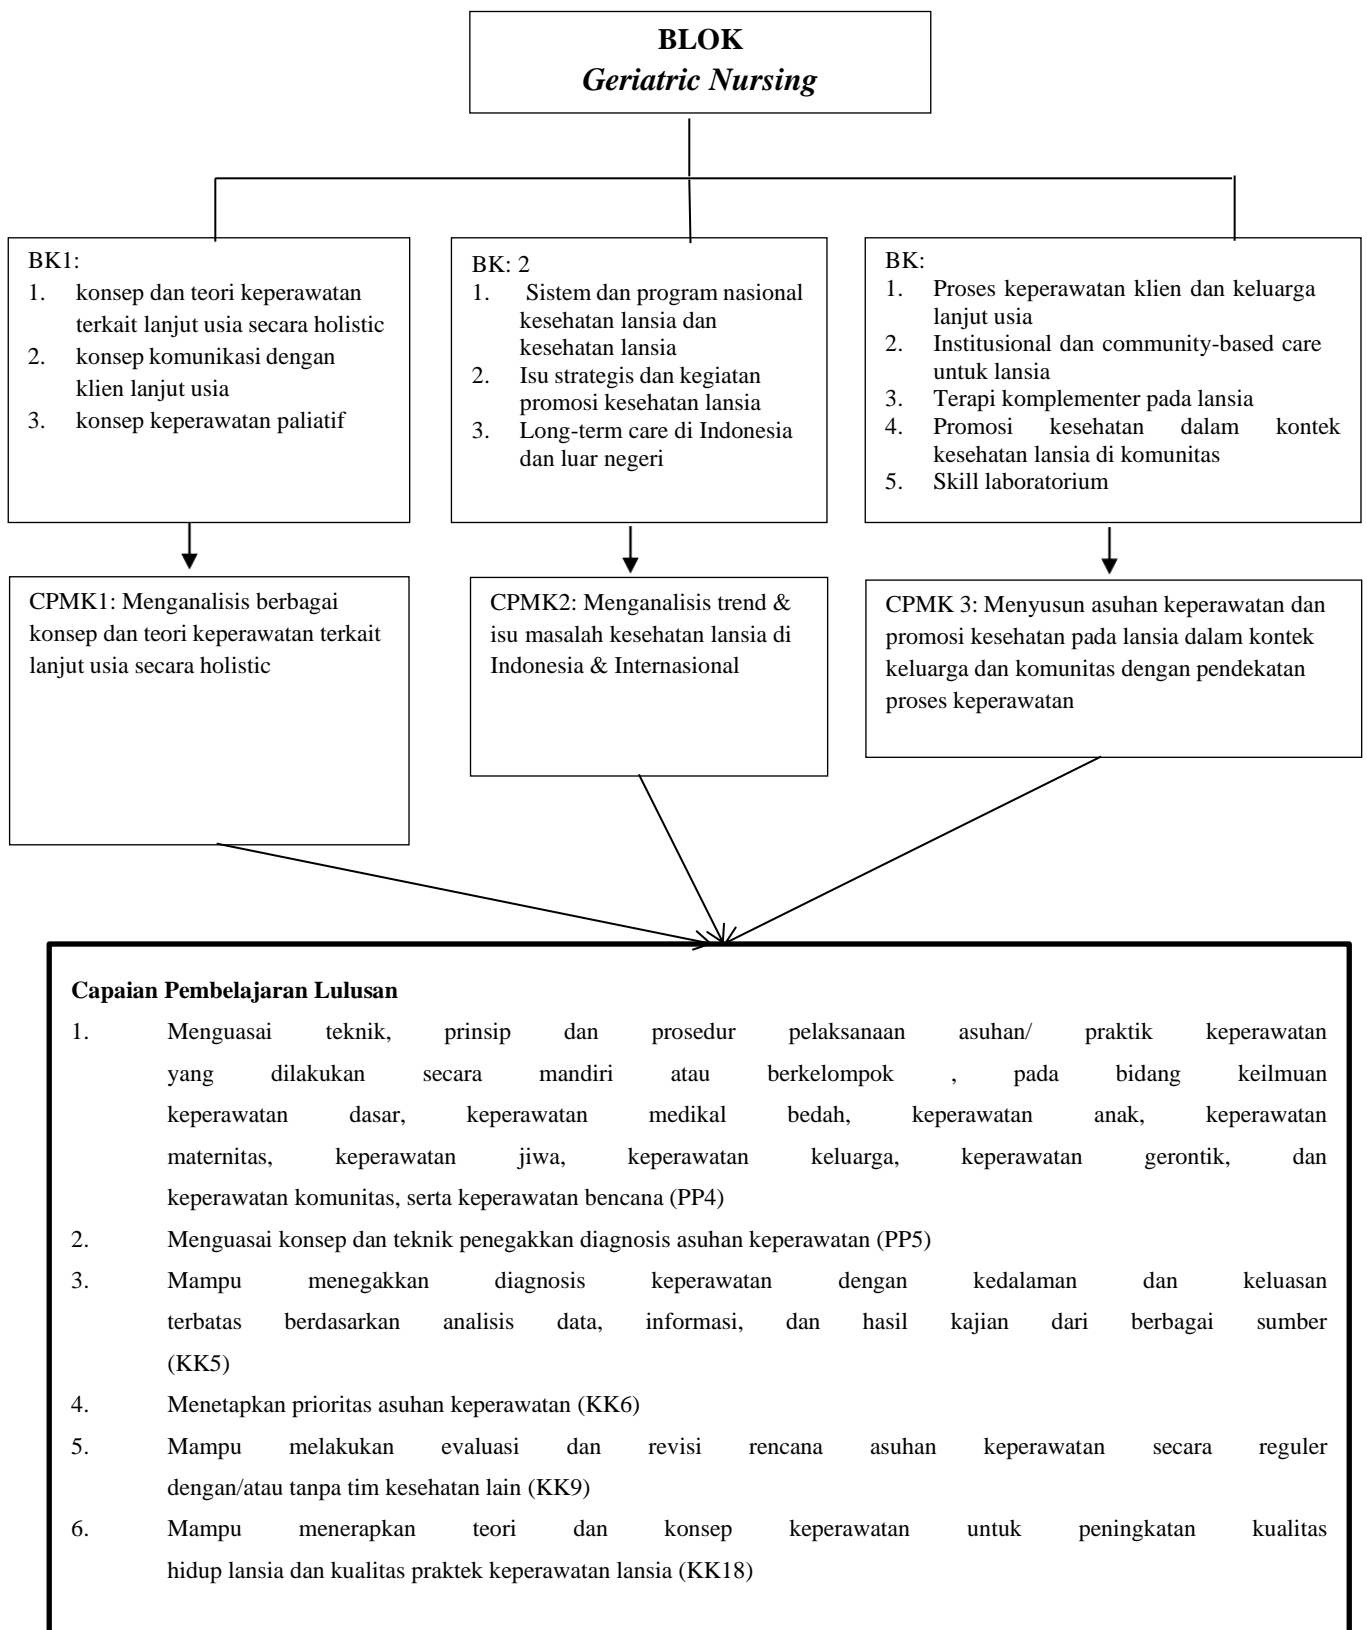 BLOK
Geriatric Nursing
BK1:
1. konsep dan teori keperawatan
terkait lanjut usia secara holistic
2. konsep komunikasi dengan
klien lanjut usia
3. konsep keperawatan paliatif
BK: 2
1. Sistem dan program nasional
kesehatan lansia dan
kesehatan lansia
2. Isu strategis dan kegiatan
promosi kesehatan lansia
3. Long-term care di Indonesia
dan luar negeri
BK:
1. Proses keperawatan klien dan keluarga
lanjut usia
2. Institusional dan community-based care
untuk lansia
3. Terapi komplementer pada lansia
4. Promosi kesehatan dalam kontek
kesehatan lansia di komunitas
5. Skill laboratorium
CPMK1: Menganalisis berbagai
konsep dan teori keperawatan terkait
lanjut usia secara holistic
CPMK2: Menganalisis trend &
isu masalah kesehatan lansia di
Indonesia & Internasional
CPMK 3: Menyusun asuhan keperawatan dan
promosi kesehatan pada lansia dalam kontek
keluarga dan komunitas dengan pendekatan
proses keperawatan
Capaian Pembelajaran Lulusan
1. Menguasai teknik, prinsip dan prosedur pelaksanaan asuhan/ praktik keperawatan
yang dilakukan secara mandiri atau berkelompok , pada bidang keilmuan
keperawatan dasar, keperawatan medikal bedah, keperawatan anak, keperawatan
maternitas, keperawatan jiwa, keperawatan keluarga, keperawatan gerontik, dan
keperawatan komunitas, serta keperawatan bencana (PP4)
2. Menguasai konsep dan teknik penegakkan diagnosis asuhan keperawatan (PP5)
3. Mampu menegakkan diagnosis keperawatan dengan kedalaman dan keluasan
terbatas berdasarkan analisis data, informasi, dan hasil kajian dari berbagai sumber
(KK5)
4. Menetapkan prioritas asuhan keperawatan (KK6)
5. Mampu melakukan evaluasi dan revisi rencana asuhan keperawatan secara reguler
dengan/atau tanpa tim kesehatan lain (KK9)
6. Mampu menerapkan teori dan konsep keperawatan untuk peningkatan kualitas
hidup lansia dan kualitas praktek keperawatan lansia (KK18)